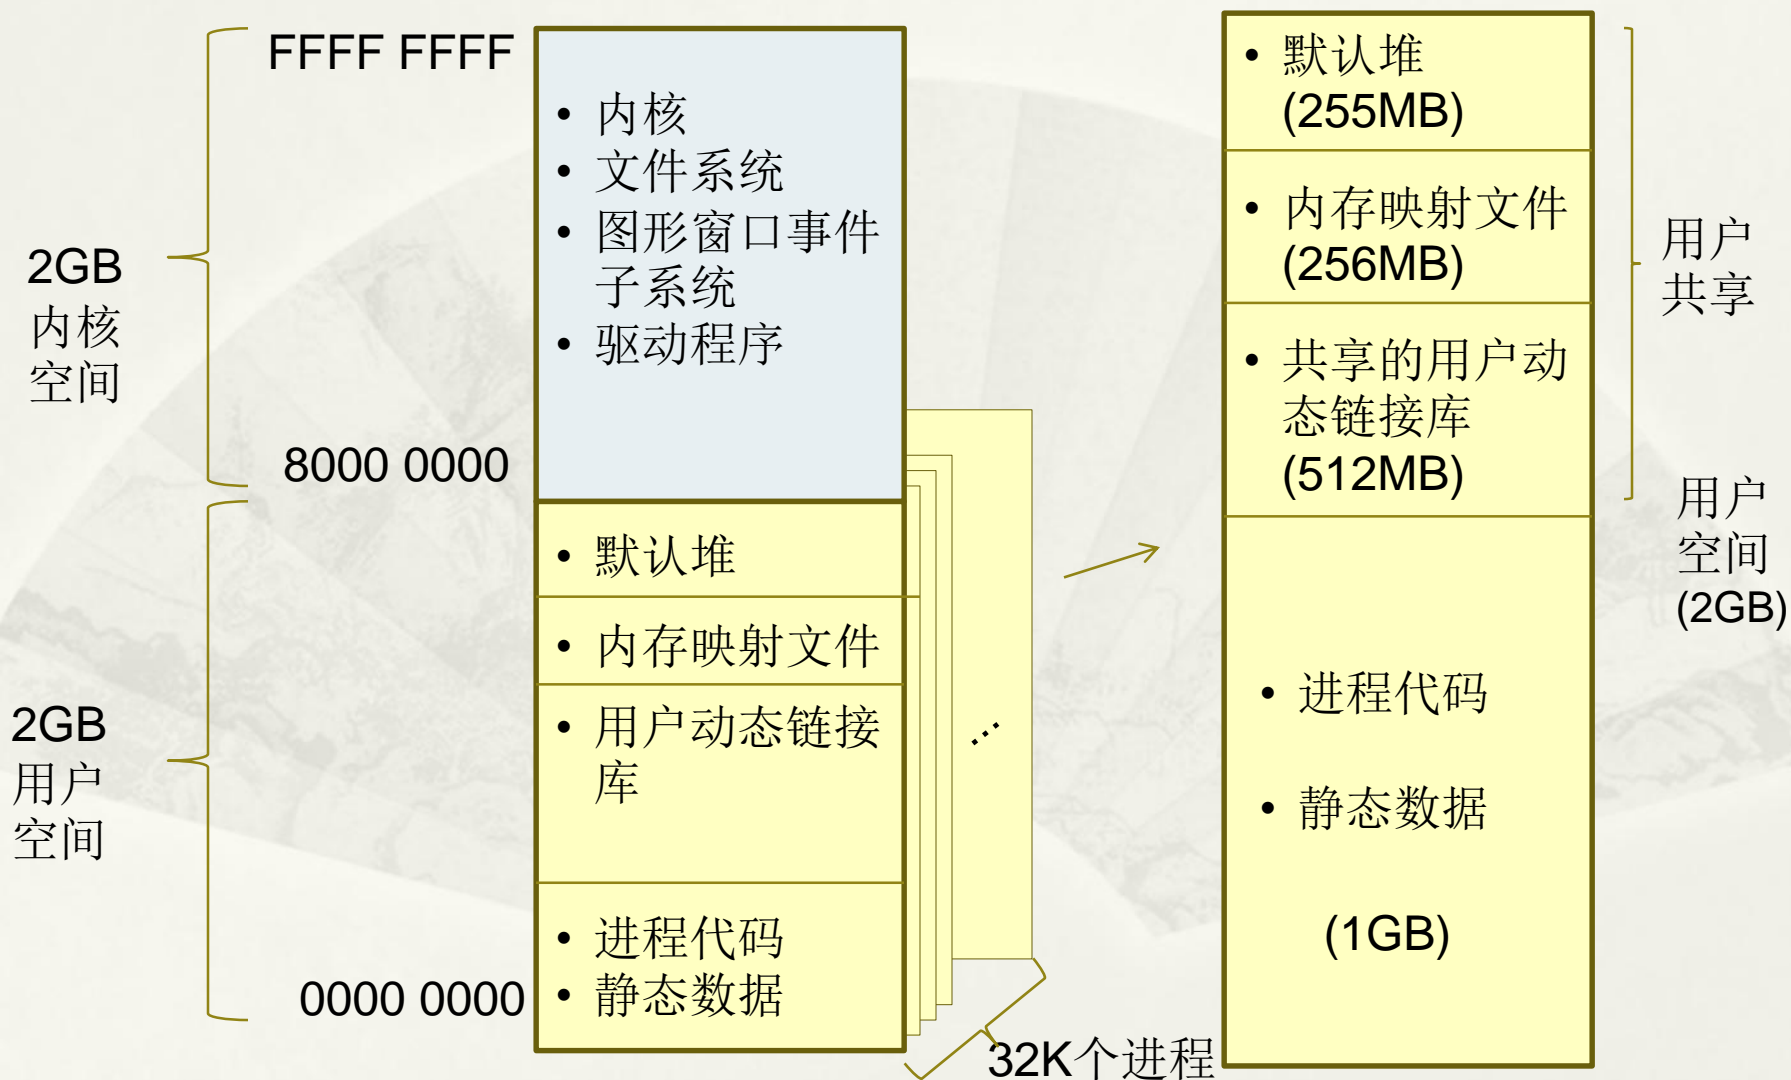 FFFF FFFF
• 内核
• 文件系统
• 图形窗口事件
子系统
• 驱动程序
2GB
内核
空间
8000 0000
• 默认堆
• 内存映射文件
• 用户动态链接
库
• 进程代码
• 静态数据
2GB
用户
空间
0000 0000
...
32K个进程
• 默认堆
(255MB)
• 内存映射文件
(256MB)
• 共享的用户动
态链接库
(512MB)
• 进程代码
• 静态数据
(1GB)
用户
共享
用户
空间
(2GB)